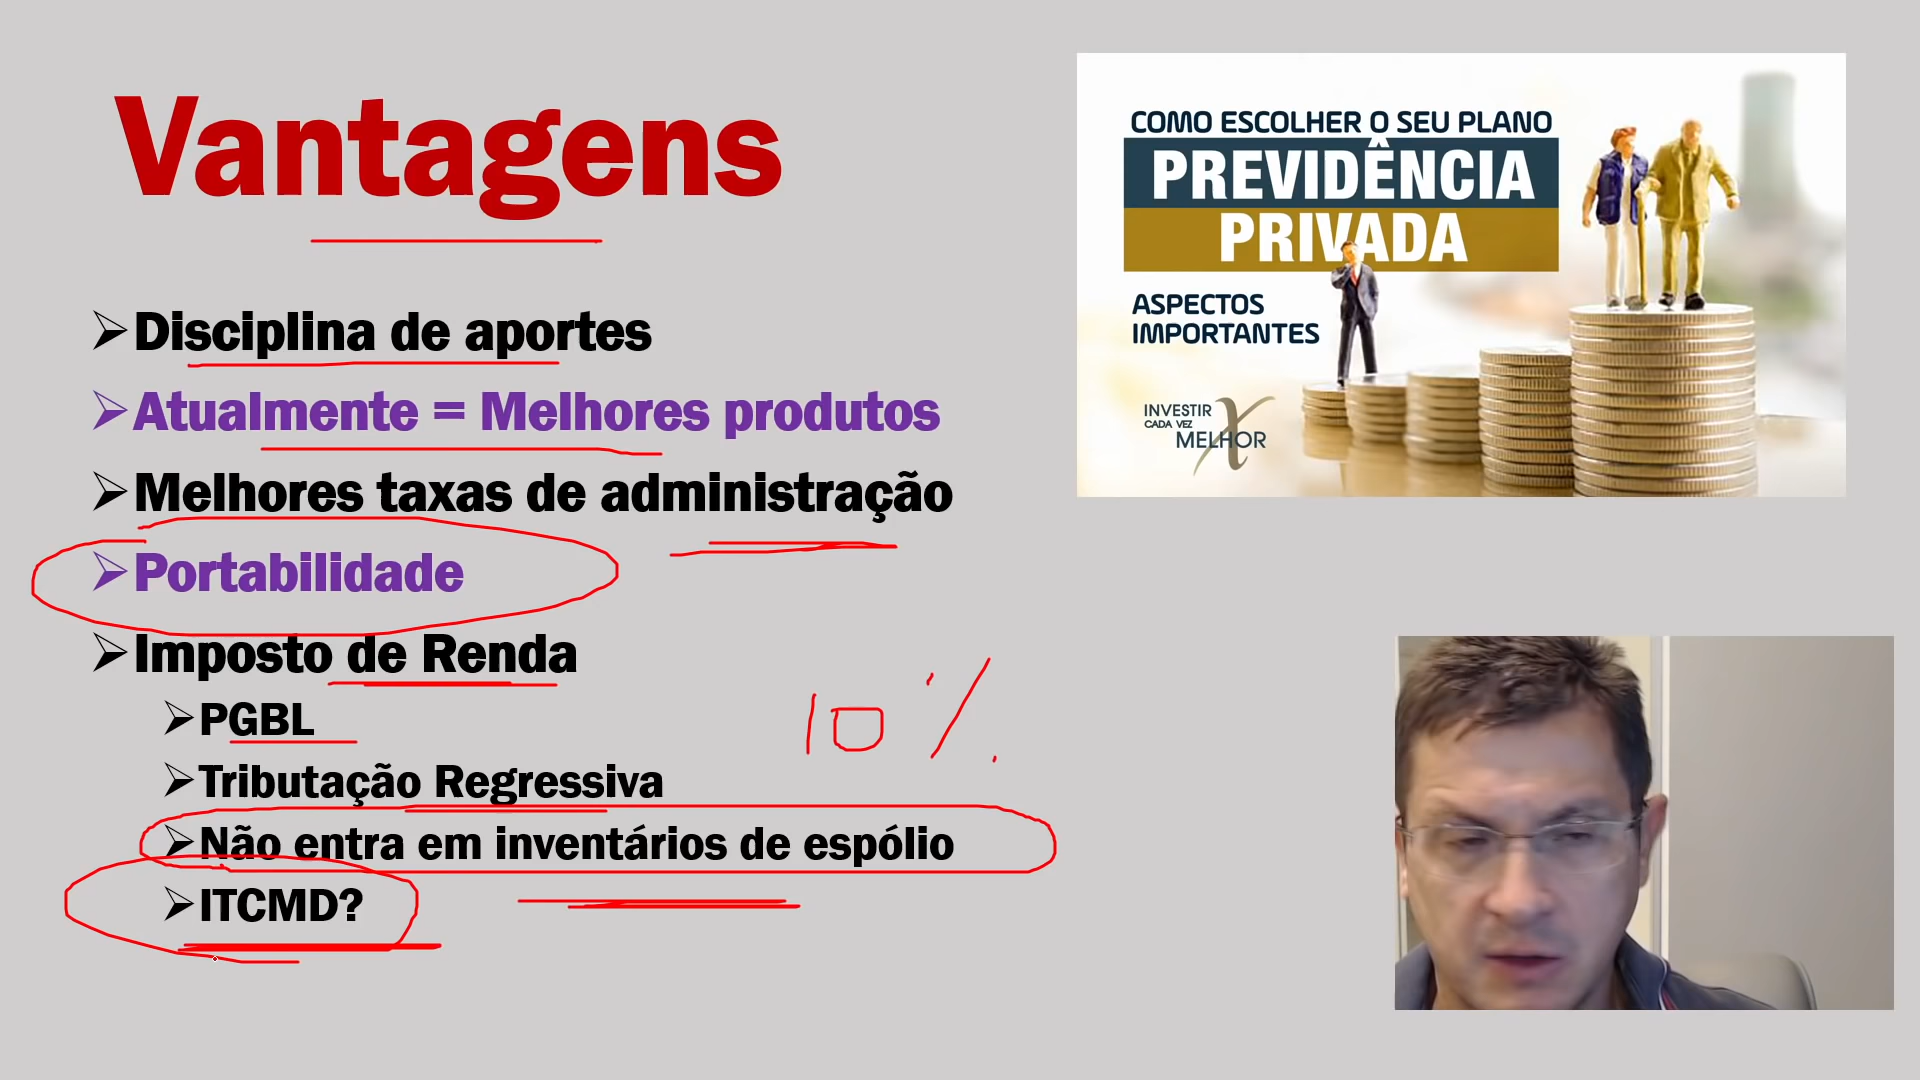 Vantagens
Disciplina de aportes
Atualmente = Melhores produtos
Melhores taxas de administração
Portabilidade
Imposto de Renda
PGBL
10%
Tributação Regressiva
Não entra em inventários de espólio
ITCMD?
COMO ESCOLHER O SEU PLANO
PREVIDÊNCIA
PRIVADA
ASPECTOS
IMPORTANTES
INVESTIR
CADA VEZ
MELHOR